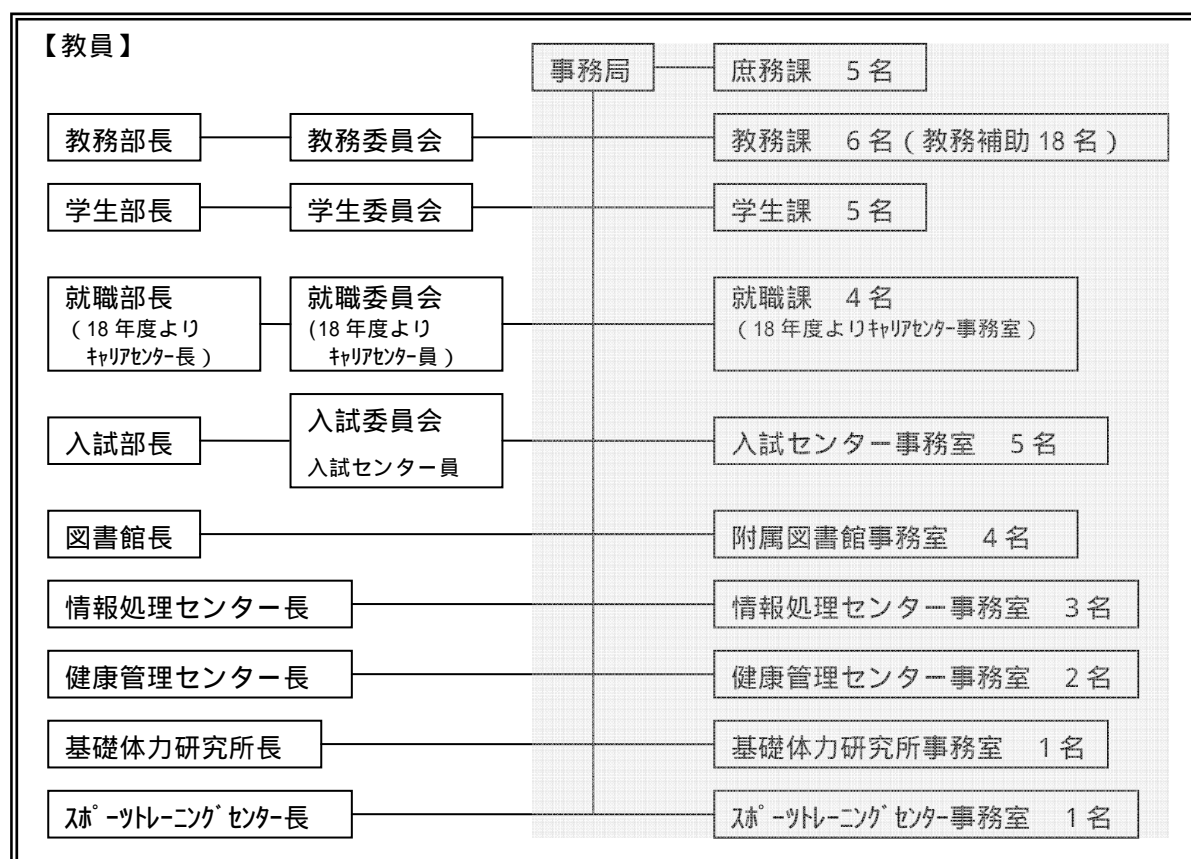 【教員】
事務局 庶務課 5名
教務部長 教務委員会 教務課 6名(教務補助18名)
学生部長 学生委員会 学生課 5名
就職部長
(18年度より
ｷｬﾘｱｾﾝﾀｰ長)
就職委員会
(18年度より
ｷｬﾘｱｾﾝﾀｰ員)
就職課 4名
(18年度よりｷｬﾘｱｾﾝﾀｰ事務室)
入試部長
入試委員会
入試センター員
入試センター事務室 5名
図書館長 附属図書館事務室 4名
情報処理センター長 情報処理センター事務室 3名
健康管理センター長 健康管理センター事務室 2名
基礎体力研究所長 基礎体力研究所事務室 1名
ｽﾎﾟｰﾂﾄﾚｰﾆﾝｸﾞｾﾝﾀｰ長 ｽﾎﾟｰﾂﾄﾚｰﾆﾝｸﾞｾﾝﾀｰ事務室 1名